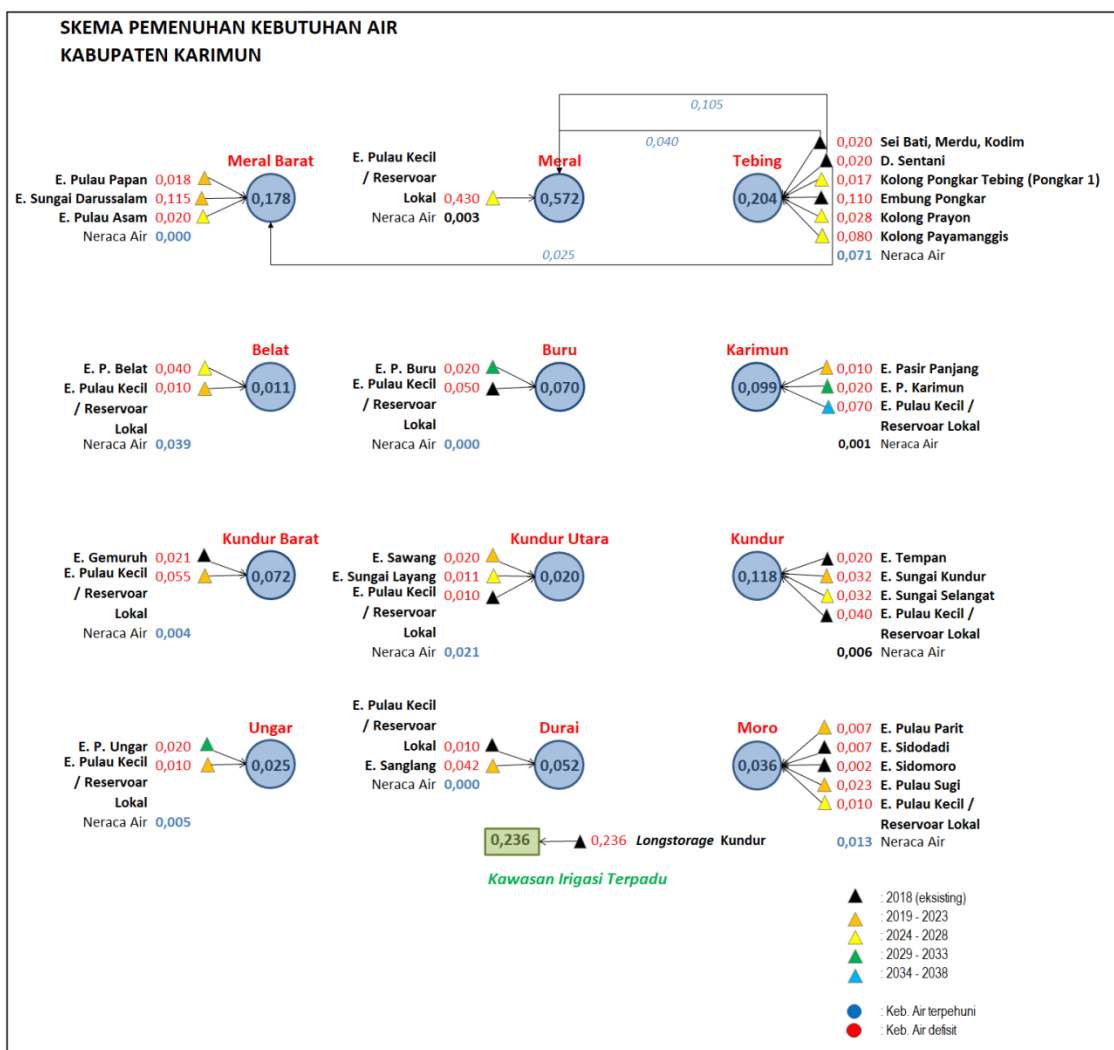 SKEMA PEMENUHAN KEBUTUHAN AIR
KABUPATEN KARIMUN
0,105
0,040
Meral Barat
E. Pulau Papan 0,018
E. Sungai Darussalam 0,115
E. Pulau Asam 0,020
Neraca Air 0,000
0,178
E. Pulau Kecil
/ Reservoar
Lokal 0,430
Neraca Air 0,003
Meral
0,572
Tebing
0,204
0,020 Sei Bati, Merdu, Kodim
0,020 D. Sentani
0,017 Kolong Pongkar Tebing (Pongkar 1)
0,110 Embung Pongkar
0,028 Kolong Prayon
0,080 Kolong Payamanggis
0,071 Neraca Air
0,025
Belat
E. P. Belat 0,040
E. Pulau Kecil 0,010
/ Reservoar
Lokal
Neraca Air 0,039
0,011
Buru
E. P. Buru 0,020
E. Pulau Kecil 0,050
/ Reservoar
Lokal
Neraca Air 0,000
0,070
Karimun
0,099
0,010 E. Pasir Panjang
0,020 E. P. Karimun
0,070 E. Pulau Kecil /
Reservoar Lokal
0,001 Neraca Air
Kundur Barat
E. Gemuruh 0,021
E. Pulau Kecil 0,055
/ Reservoar
Lokal
Neraca Air 0,004
0,072
Kundur Utara
E. Sawang 0,020
E. Sungai Layang 0,011
E. Pulau Kecil 0,010
/ Reservoar
Lokal
Neraca Air 0,021
0,020
Kundur
0,118
0,020 E. Tempan
0,032 E. Sungai Kundur
0,032 E. Sungai Selangat
0,040 E. Pulau Kecil /
Reservoar Lokal
0,006 Neraca Air
Ungar
E. P. Ungar 0,020
E. Pulau Kecil 0,010
/ Reservoar
Lokal
Neraca Air 0,005
0,025
E. Pulau Kecil
/ Reservoar
Lokal 0,010
E. Sanglang 0,042
Neraca Air 0,000
Durai
0,052
Moro
0,036
0,007 E. Pulau Parit
0,007 E. Sidodadi
0,002 E. Sidomoro
0,023 E. Pulau Sugi
0,010 E. Pulau Kecil /
Reservoar Lokal
0,013 Neraca Air
0,236
0,236 Longstorage Kundur
Kawasan Irigasi Terpadu
: 2018 (eksisting)
: 2019 - 2023
: 2024 - 2028
: 2029 - 2033
: 2034 - 2038
: Keb. Air terpehuni
: Keb. Air defisit